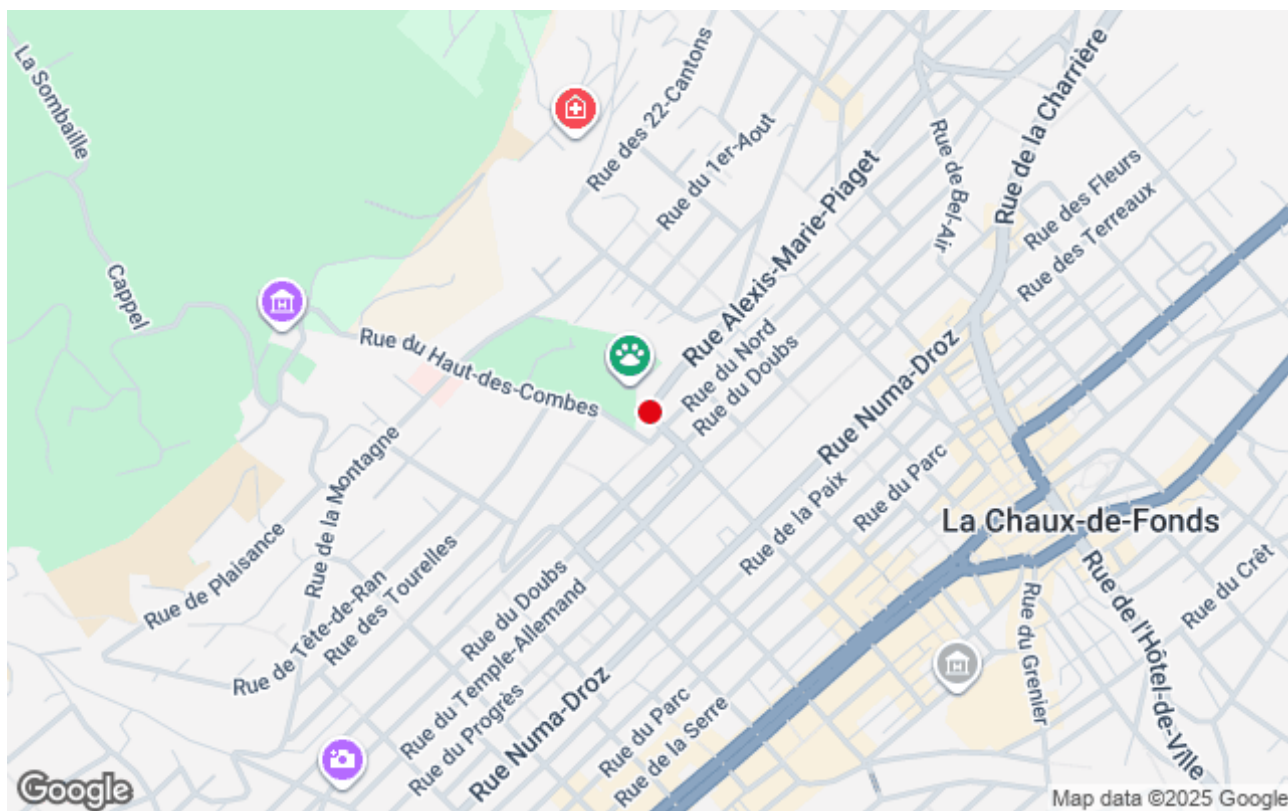 La Sombaille
Rue des 22-Cantons
Rue de la Charrière
Rue du 1er-Aout
Rue de Bel-Air
Rue des Fleurs
Rue Alexis-Marie-Piaget
Rue des Terreaux
Cappel
Rue du Haut-des-Combes
Rue du Nord
Rue du Doubs
Rue Numa-Droz
Rue de la Montagne
Rue du Parc
Rue de la Paix
La Chaux-de-Fonds
Rue de Plaisance
Rue des Tourelles
Rue de Tête-de-Ran
Rue du Doubs
Rue du Temple-Allemand
Rue du Progrès
Rue Numa-Droz
Rue du Parc
Rue de la Serre
Rue du Grenier
Rue de l'Hôtel-de-Ville
Rue du Crêt
Google
Map data ©2025 Google